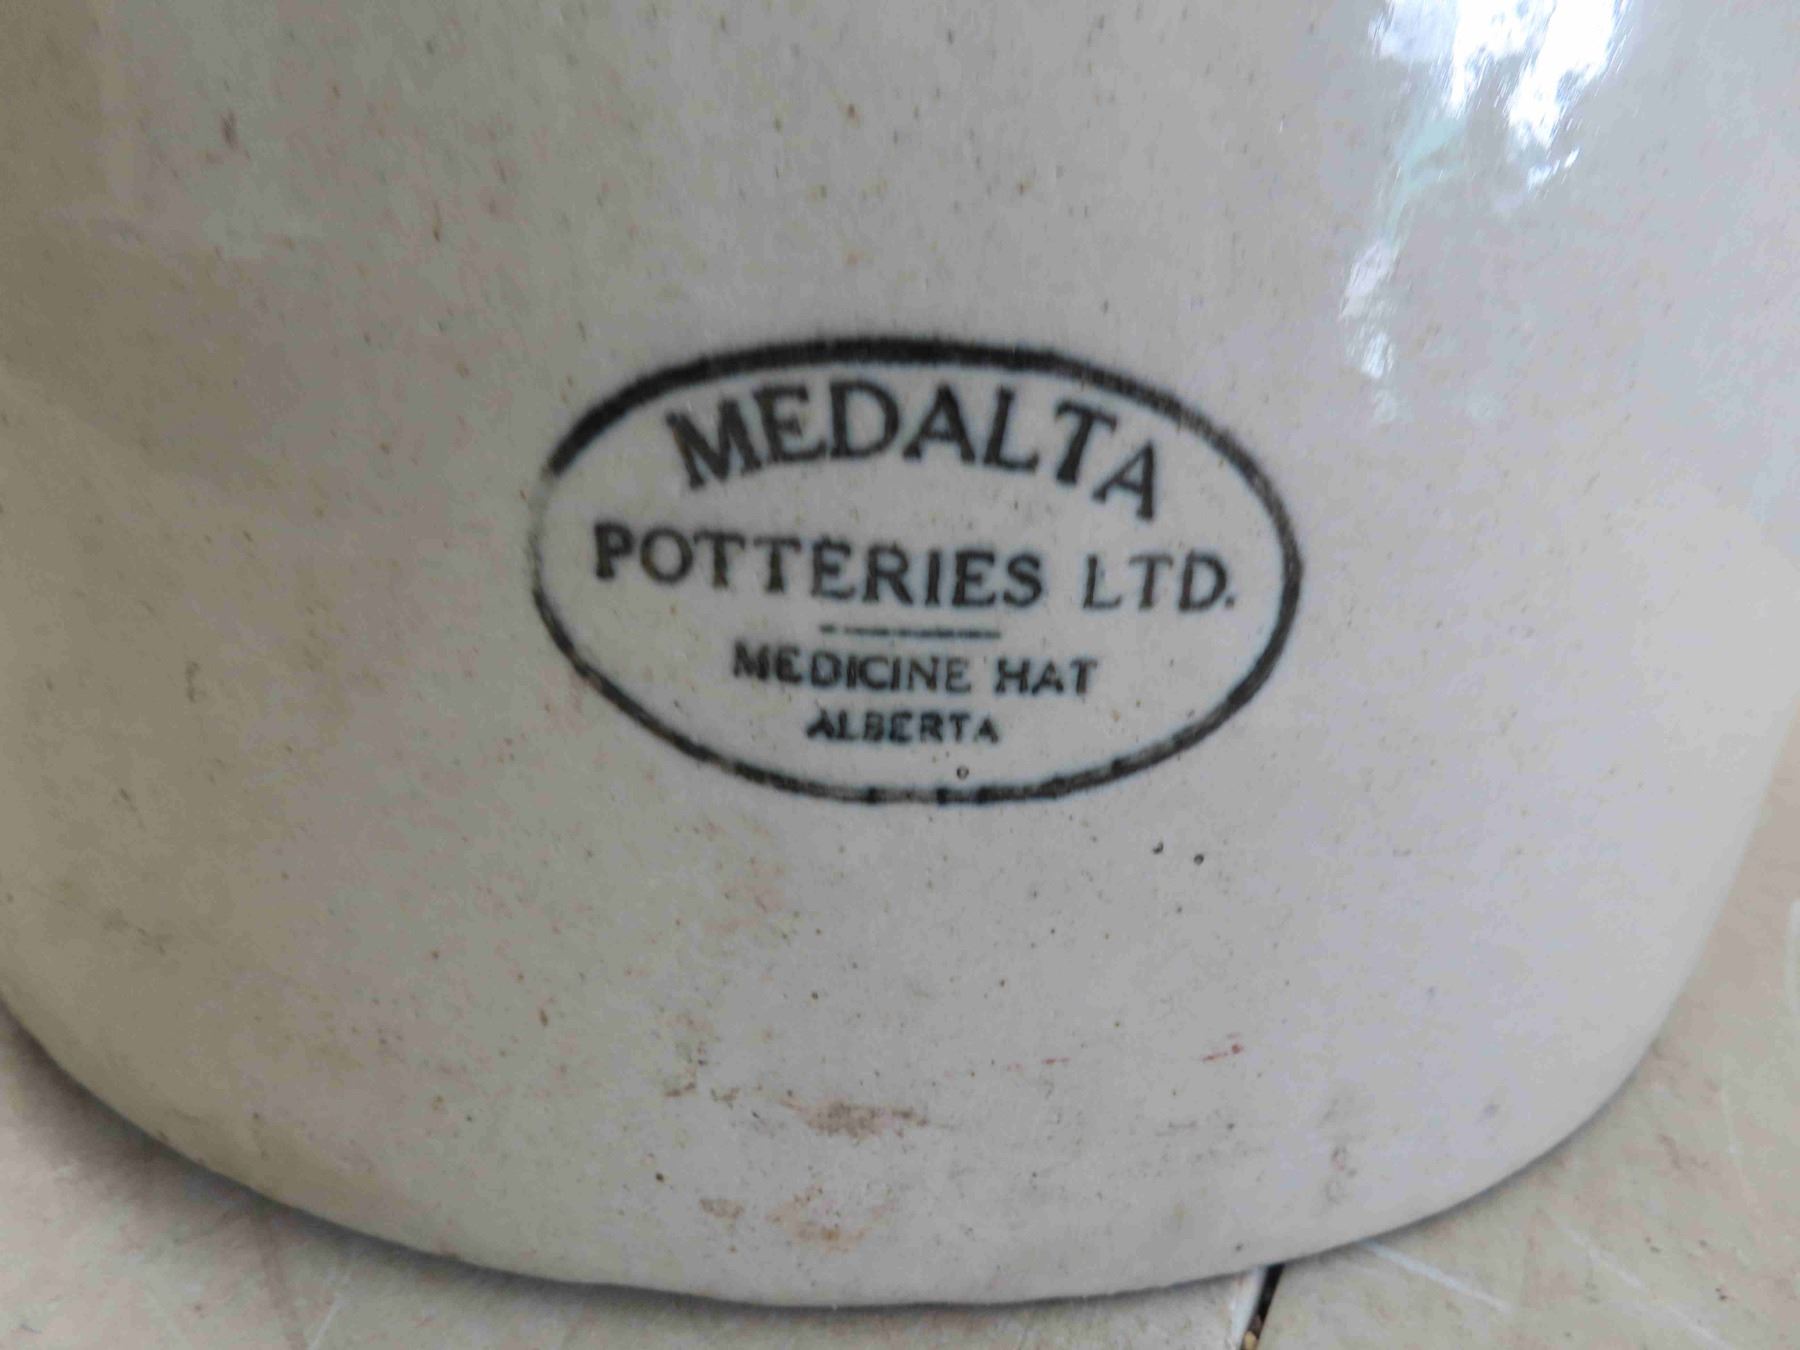 MEDALTA
POTTERIES LTD.
MEDICINE HAT
ALBERTA